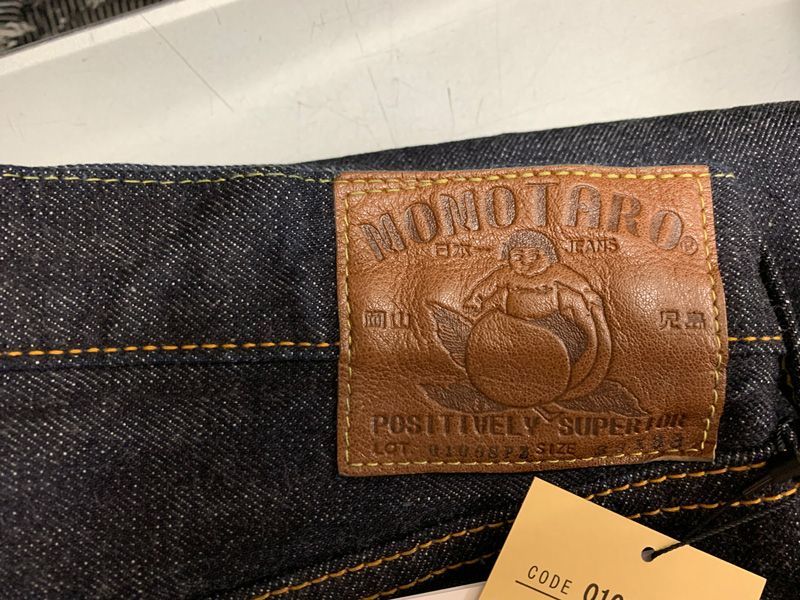 MOMOTARO®
日本一 JEANS
岡山 児島
POSITIVELY SUPERIOR
LOT SIZE
CODE